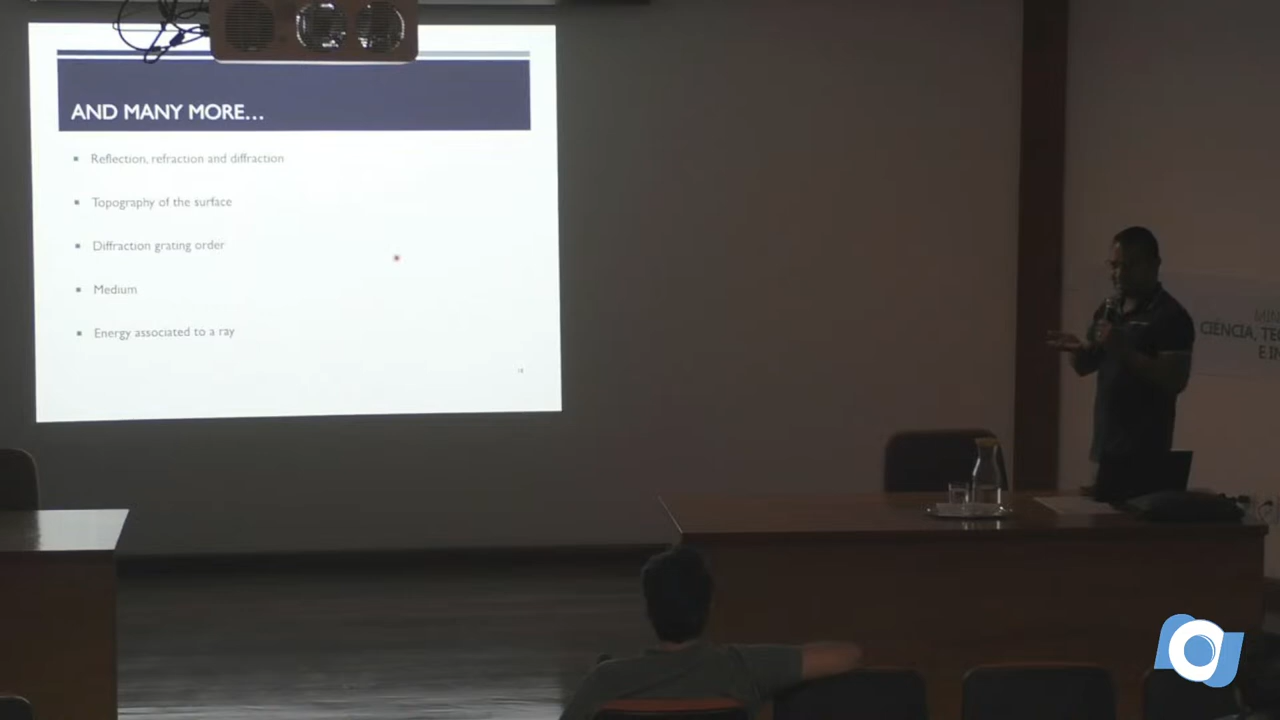 AND MANY MORE...
Reflection, refraction and diffraction
Topography of the surface
Diffraction grating order
Medium
Energy associated to a ray
CIÊNCIA,